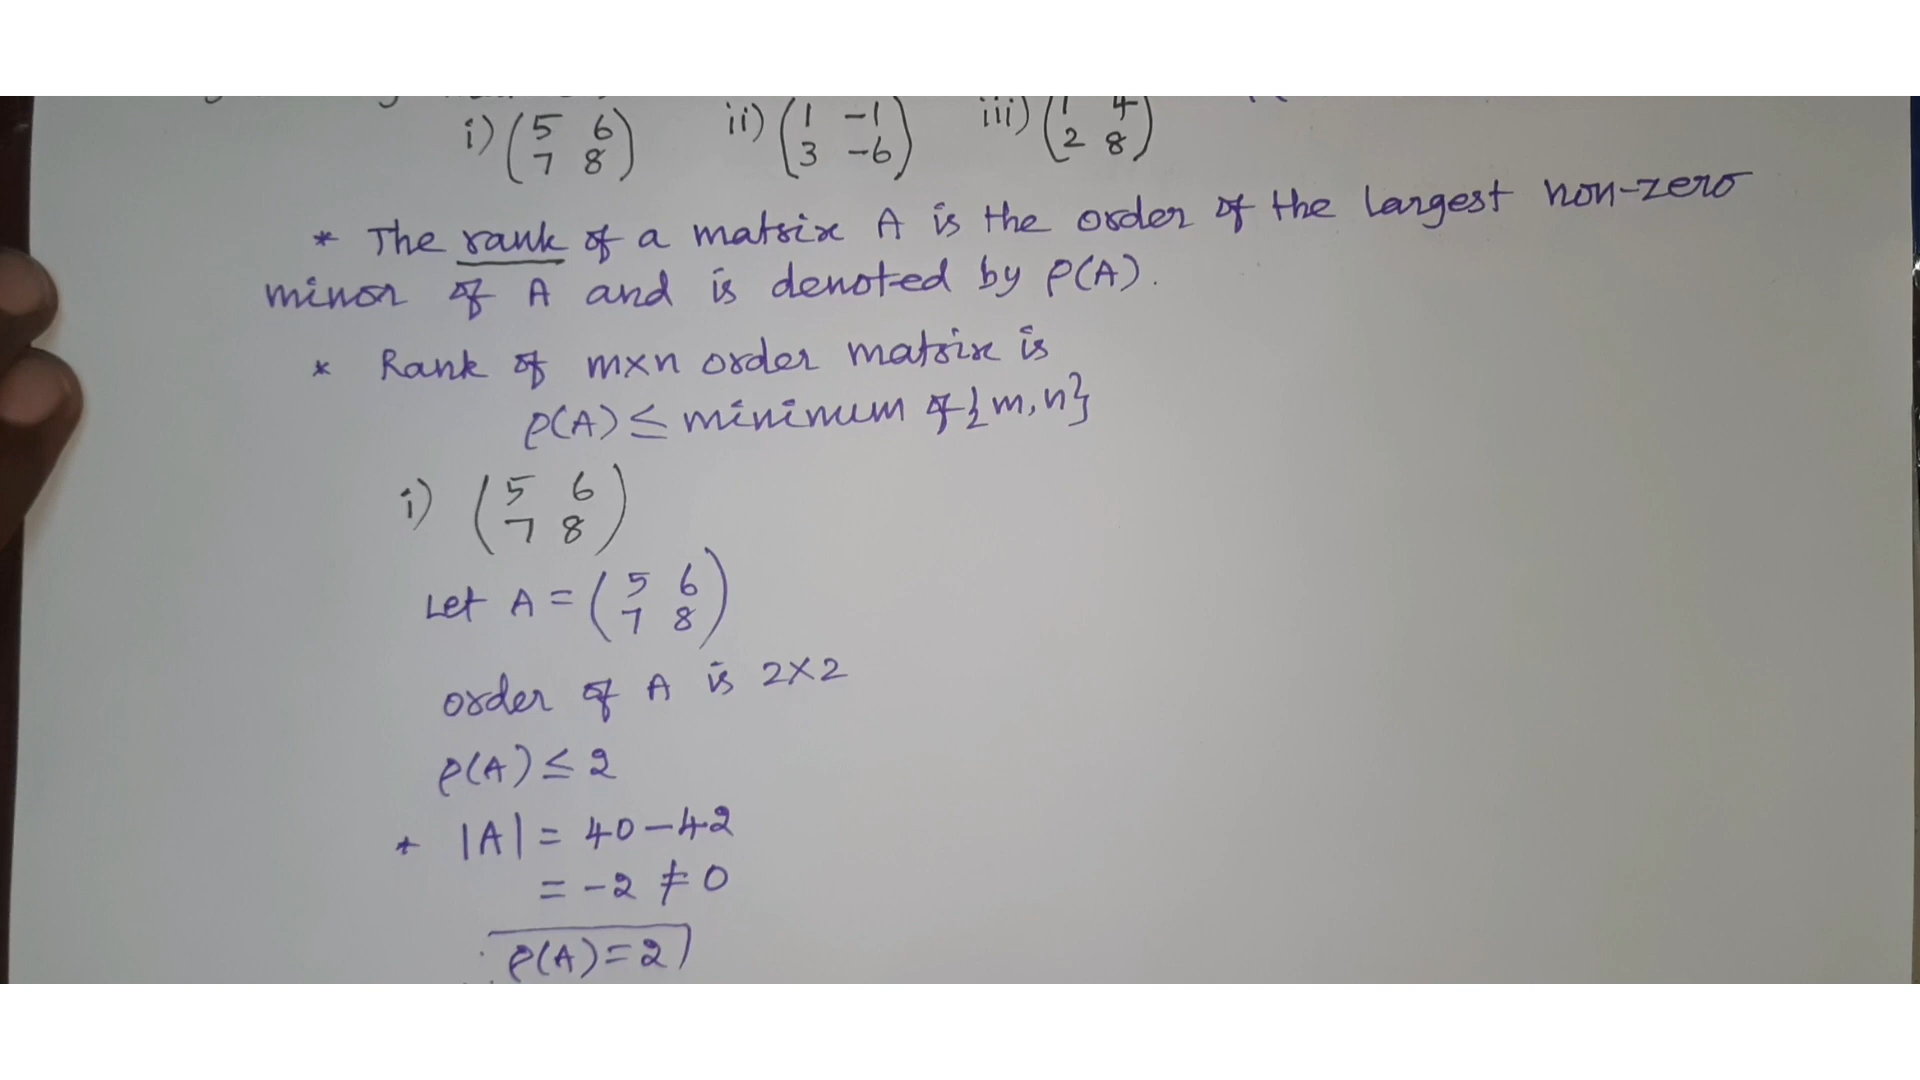 i) (5 6 7 8) ii) (1 -1 3 -6) iii) (1 4 2 8)
* The rank of a matrix A is the order of the largest non-zero
minor of A and is denoted by ρ(A).
* Rank of m×n order matrix is
ρ(A) ≤ minimum of {m, n}
i) (5 6 7 8)
Let A = (5 6 7 8)
order of A is 2×2
ρ(A) ≤ 2
* |A| = 40 - 42
= -2 ≠ 0
ρ(A) = 2